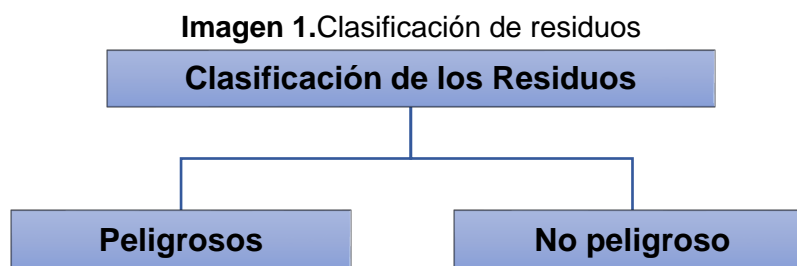 Imagen 1.Clasificación de residuos
Clasificación de los Residuos
Peligrosos
No peligroso